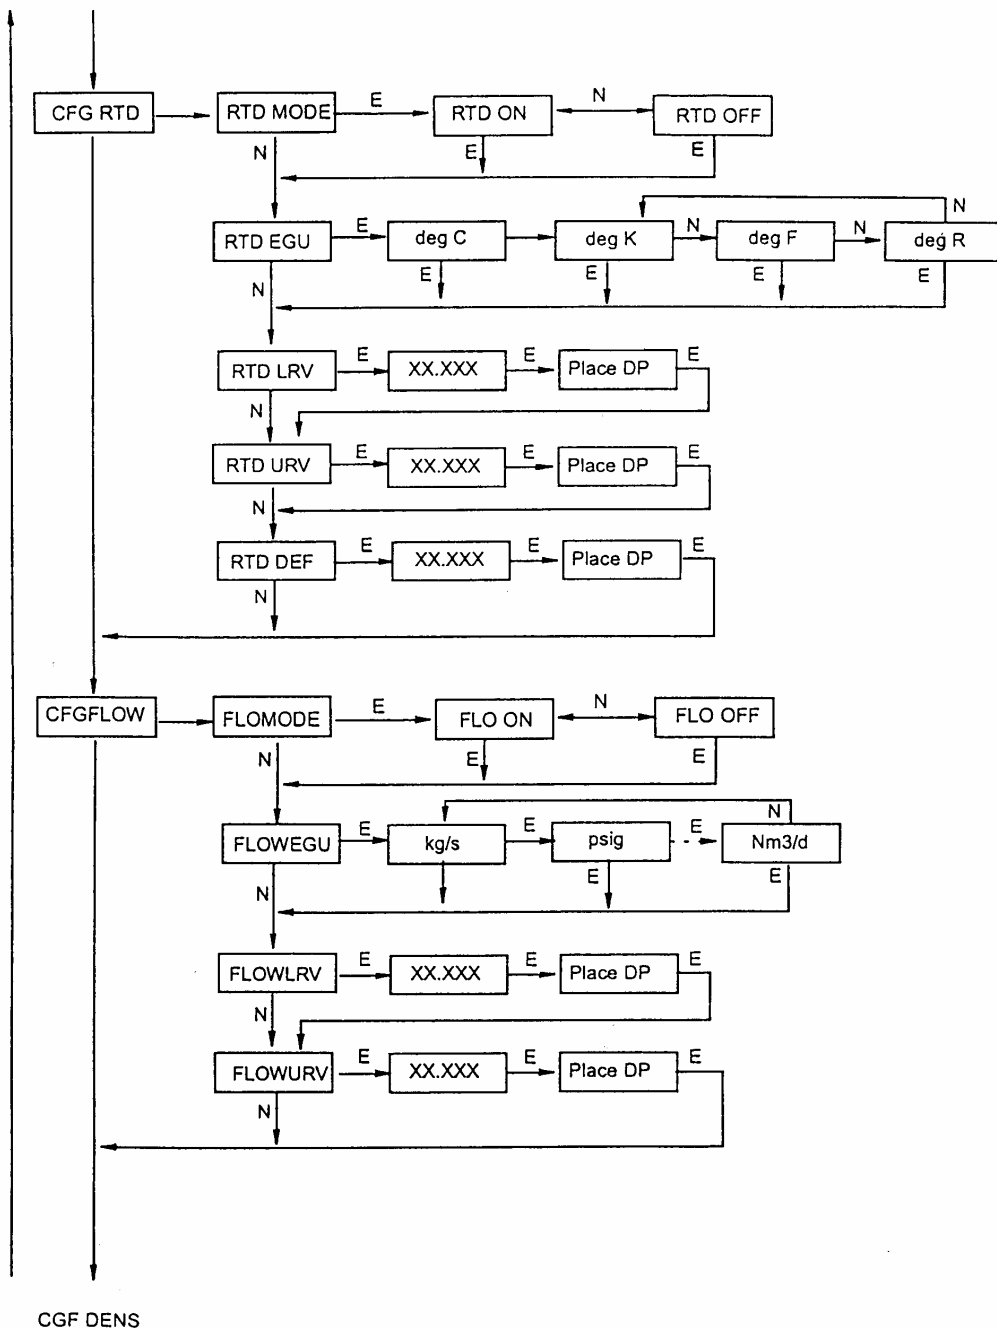 CFG RTD
RTD MODE
E
RTD ON
N
RTD OFF
N
E
E
RTD EGU
E
deg C
deg K
N
deg F
N
deg R
N
N
E
E
E
E
RTD LRV
E
XX.XXX
E
Place DP
E
N
RTD URV
E
XX.XXX
E
Place DP
E
N
RTD DEF
E
XX.XXX
E
Place DP
E
N
CFGFLOW
FLOMODE
E
FLO ON
N
FLO OFF
N
E
E
FLOWEGU
E
kg/s
E
psig
E
Nm3/d
N
N
E
E
FLOWLRV
E
XX.XXX
E
Place DP
E
N
FLOWURV
E
XX.XXX
E
Place DP
E
N
CGF DENS